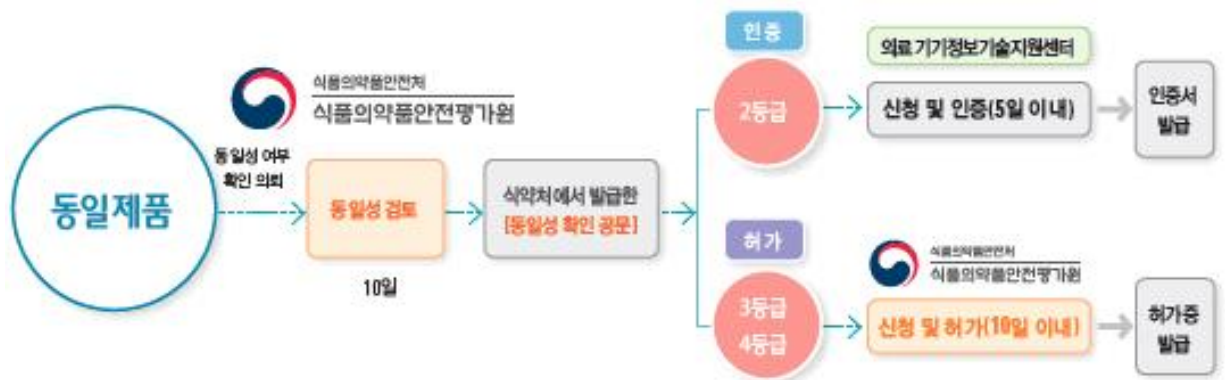 동일제품
동일성 여부
확인 의뢰
식품의약품안전처
식품의약품안전평가원
동일성 검토
10일
식약처에서 발급한
[동일성 확인 공문]
인증
2등급
의료기기정보기술지원센터
신청 및 인증(5일 이내)
인증서
발급
허가
3등급
4등급
식품의약품안전처
식품의약품안전평가원
신청 및 허가(10일 이내)
허가증
발급